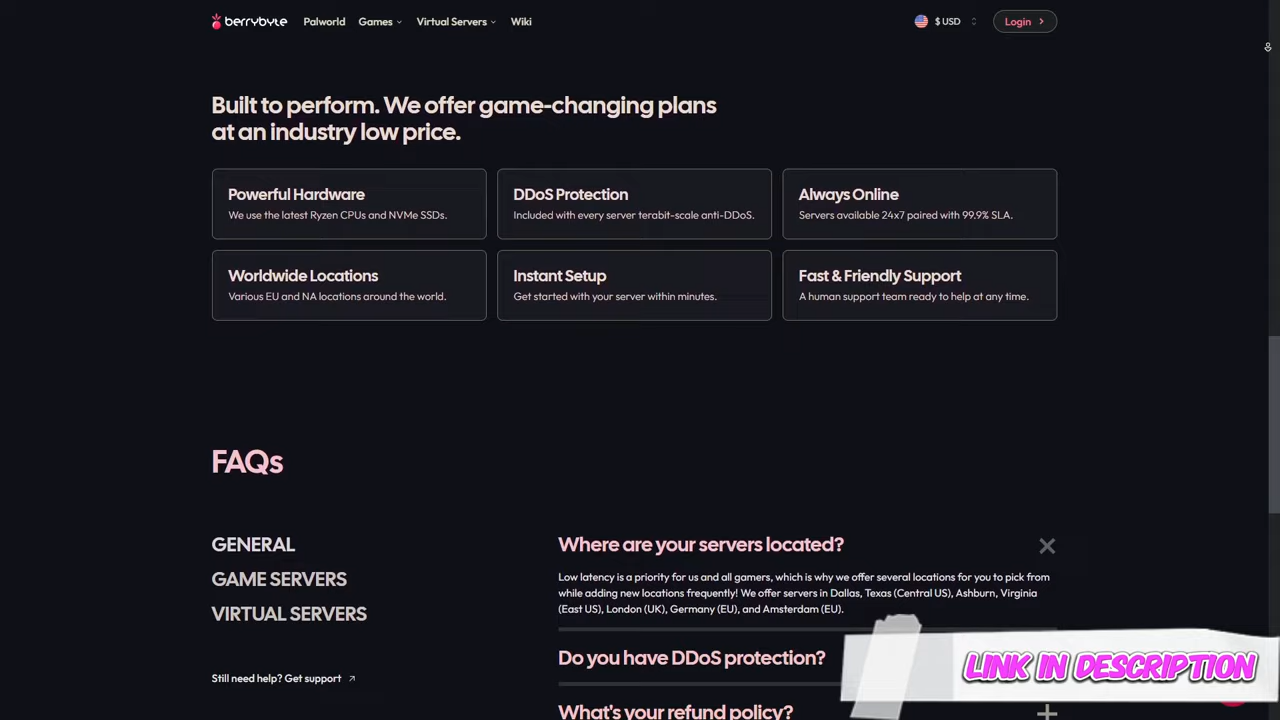 berrybyte Palworld Games Virtual Servers Wiki $ USD Login
Built to perform. We offer game-changing plans
at an industry low price.
Powerful Hardware
We use the latest Ryzen CPUs and NVMe SSDs.
DDoS Protection
Included with every server terabit-scale anti-DDoS.
Always Online
Servers available 24x7 paired with 99.9% SLA.
Worldwide Locations
Various EU and NA locations around the world.
Instant Setup
Get started with your server within minutes.
Fast & Friendly Support
A human support team ready to help at any time.
FAQs
GENERAL
GAME SERVERS
VIRTUAL SERVERS
Still need help? Get support
Where are your servers located?
Low latency is a priority for us and all gamers, which is why we offer several locations for you to pick from
while adding new locations frequently! We offer servers in Dallas, Texas (Central US), Ashburn, Virginia
(East US), London (UK), Germany (EU), and Amsterdam (EU).
Do you have DDoS protection?
What's your refund policy?
LINK IN DESCRIPTION